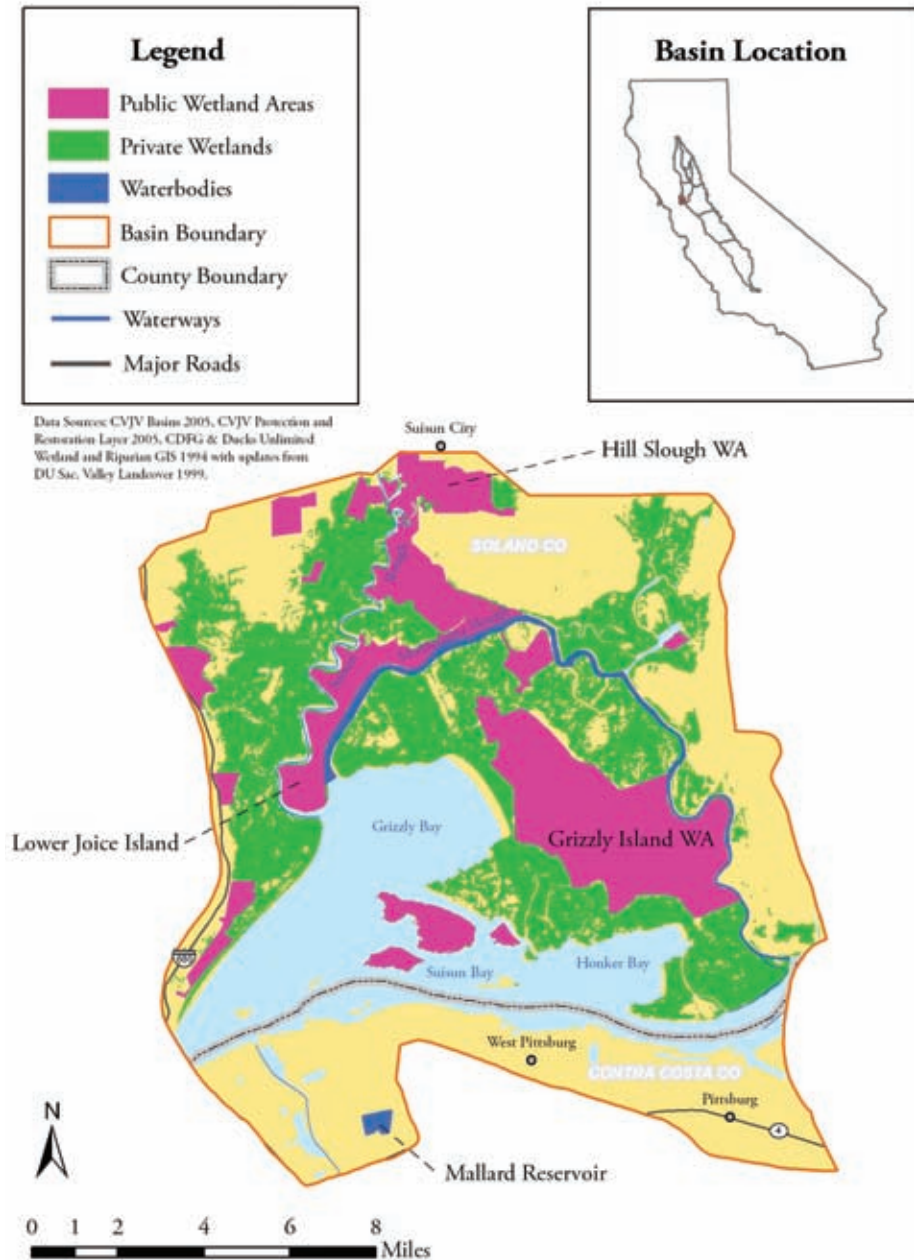 Legend
Public Wetland Areas
Private Wetlands
Waterbodies
Basin Boundary
County Boundary
Waterways
Major Roads
Basin Location
Data Sources: CVJV Basins 2005, CVJV Protection and
Restoration Layer 2005, CDFG & Ducks Unlimited
Wetland and Riparian GIS 1994 with updates from
DU Sac. Valley Landcover 1999.
Suisun City
Hill Slough WA
SOLANO CO
Lower Joice Island
Grizzly Bay
Grizzly Island WA
Suisun Bay
Honker Bay
West Pittsburg
CONTRA COSTA CO
Pittsburg
4
Mallard Reservoir
N
0 1 2 4 6 8
Miles